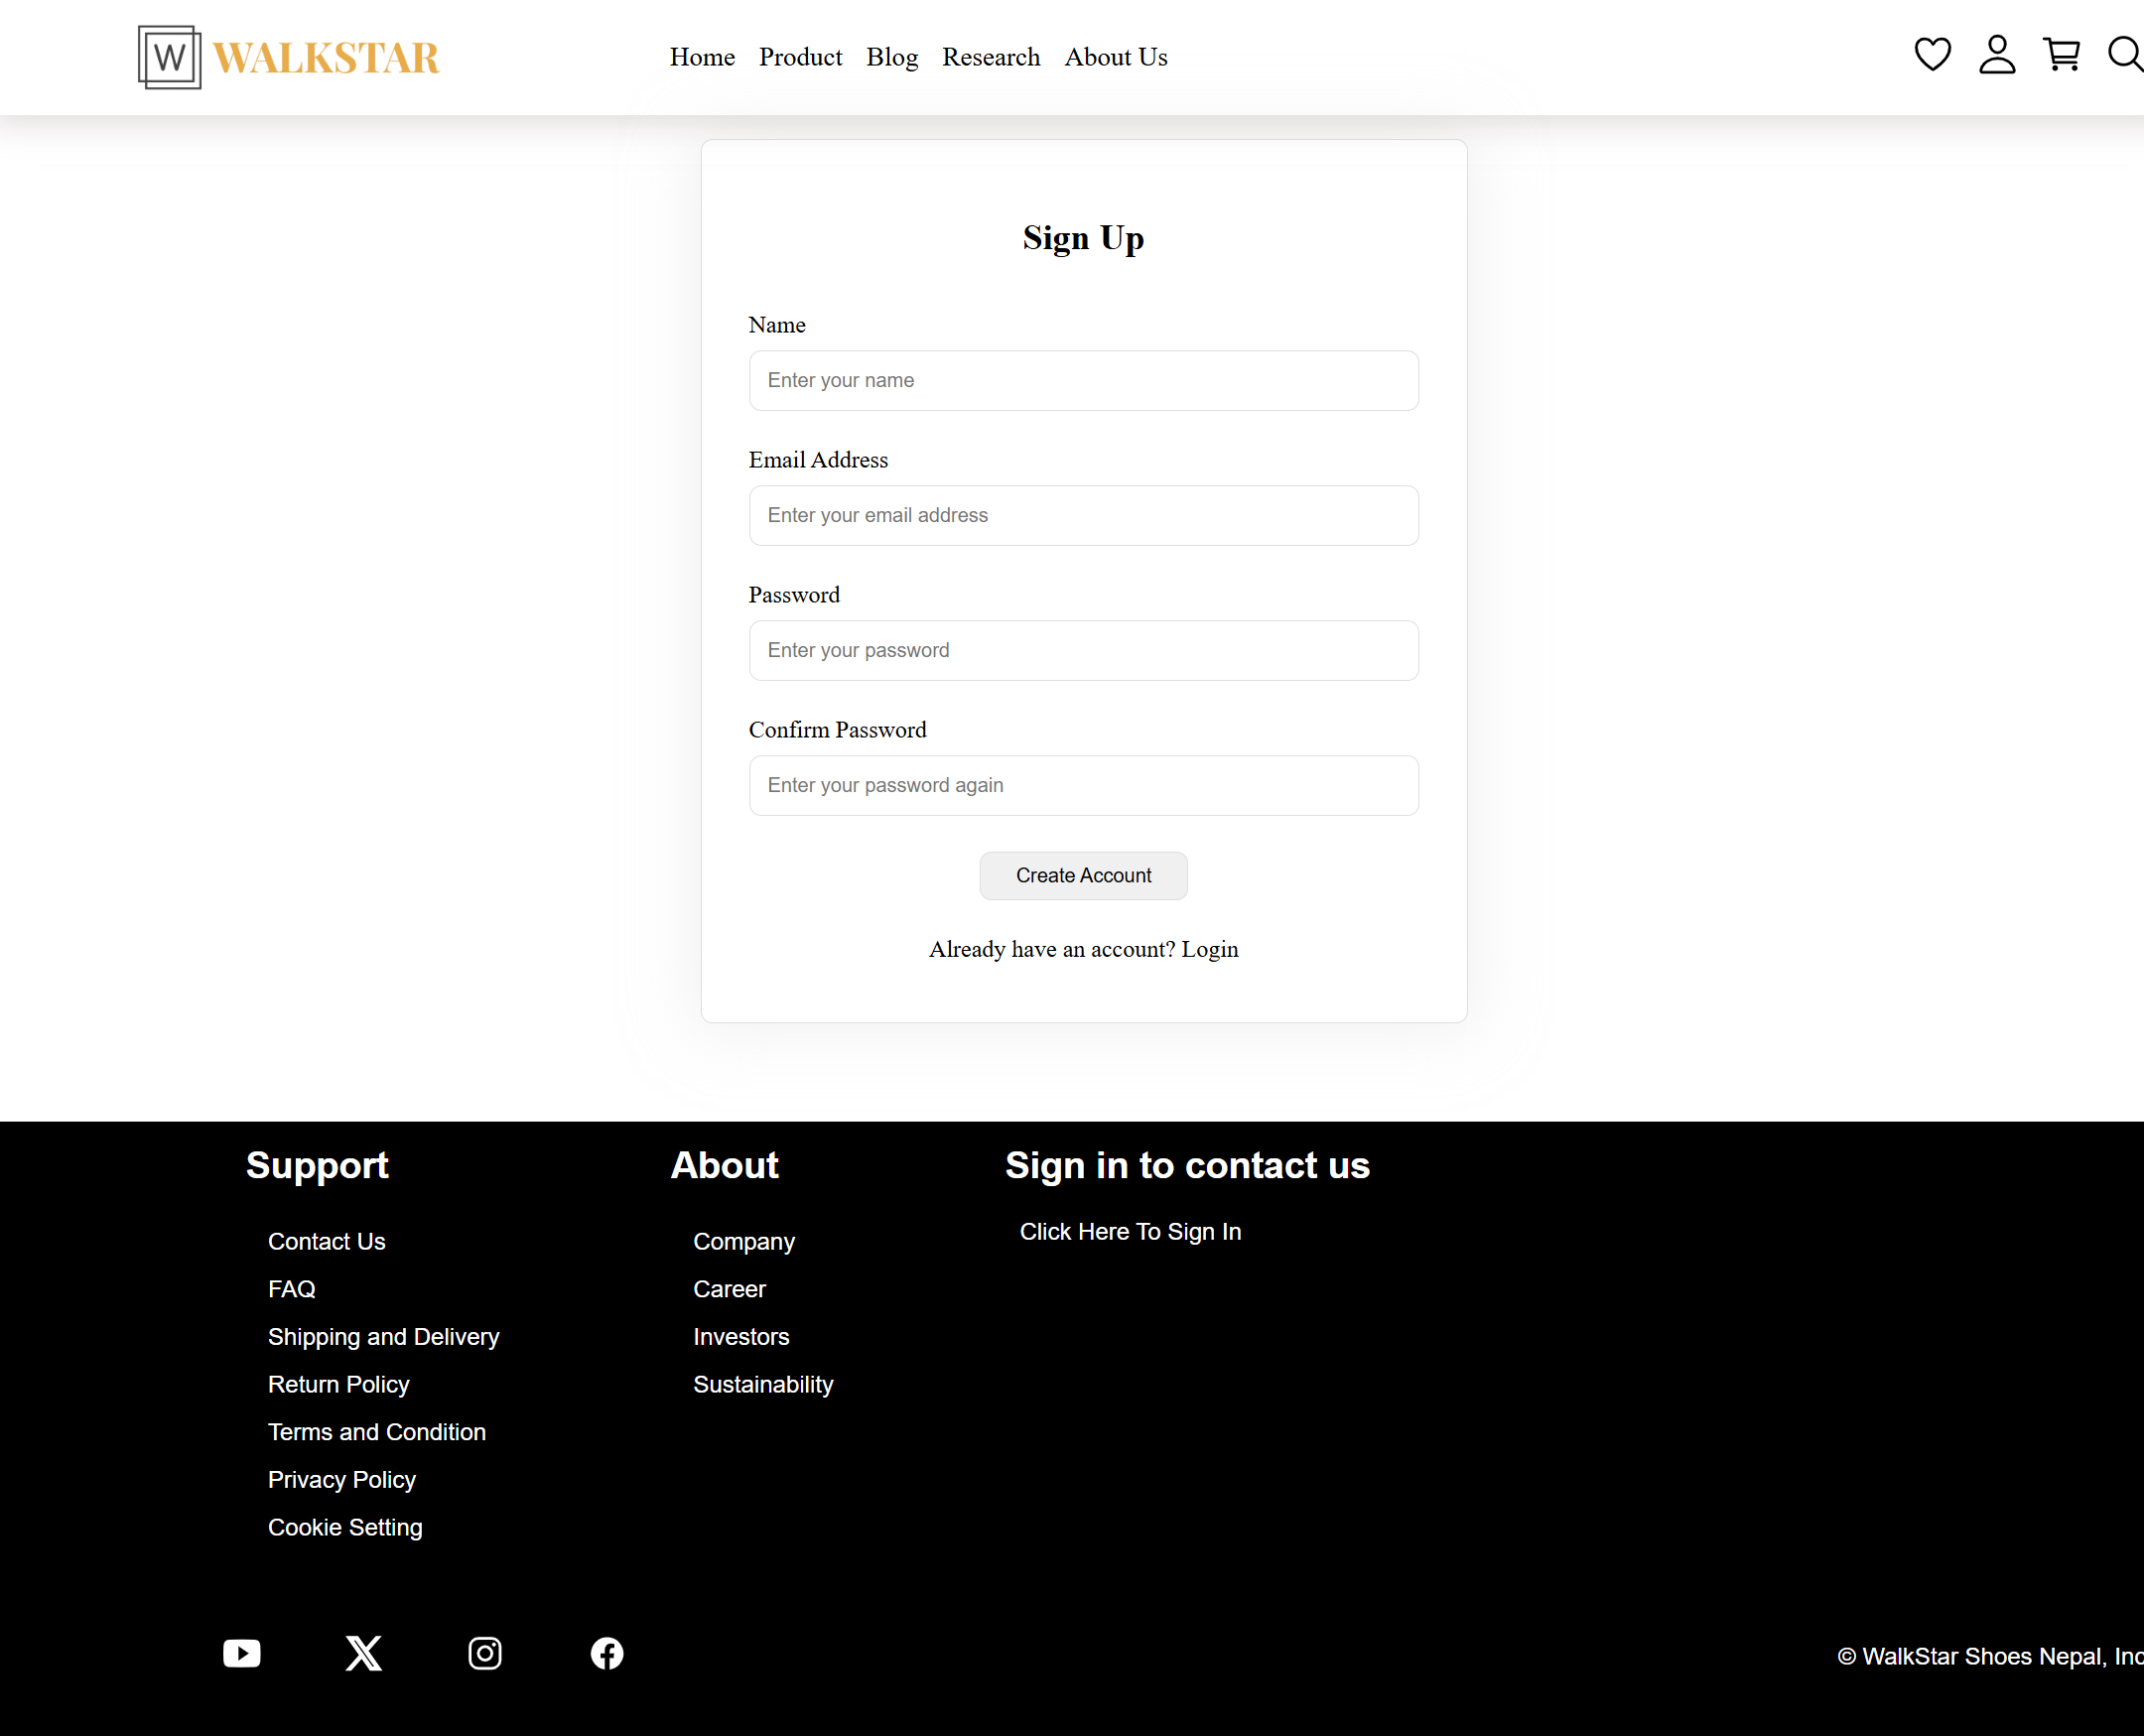 W WALKSTAR
Home Product Blog Research About Us
Sign Up
Name
Enter your name
Email Address
Enter your email address
Password
Enter your password
Confirm Password
Enter your password again
Create Account
Already have an account? Login
Support
Contact Us
FAQ
Shipping and Delivery
Return Policy
Terms and Condition
Privacy Policy
Cookie Setting
About
Company
Career
Investors
Sustainability
Sign in to contact us
Click Here To Sign In
© WalkStar Shoes Nepal, Inc